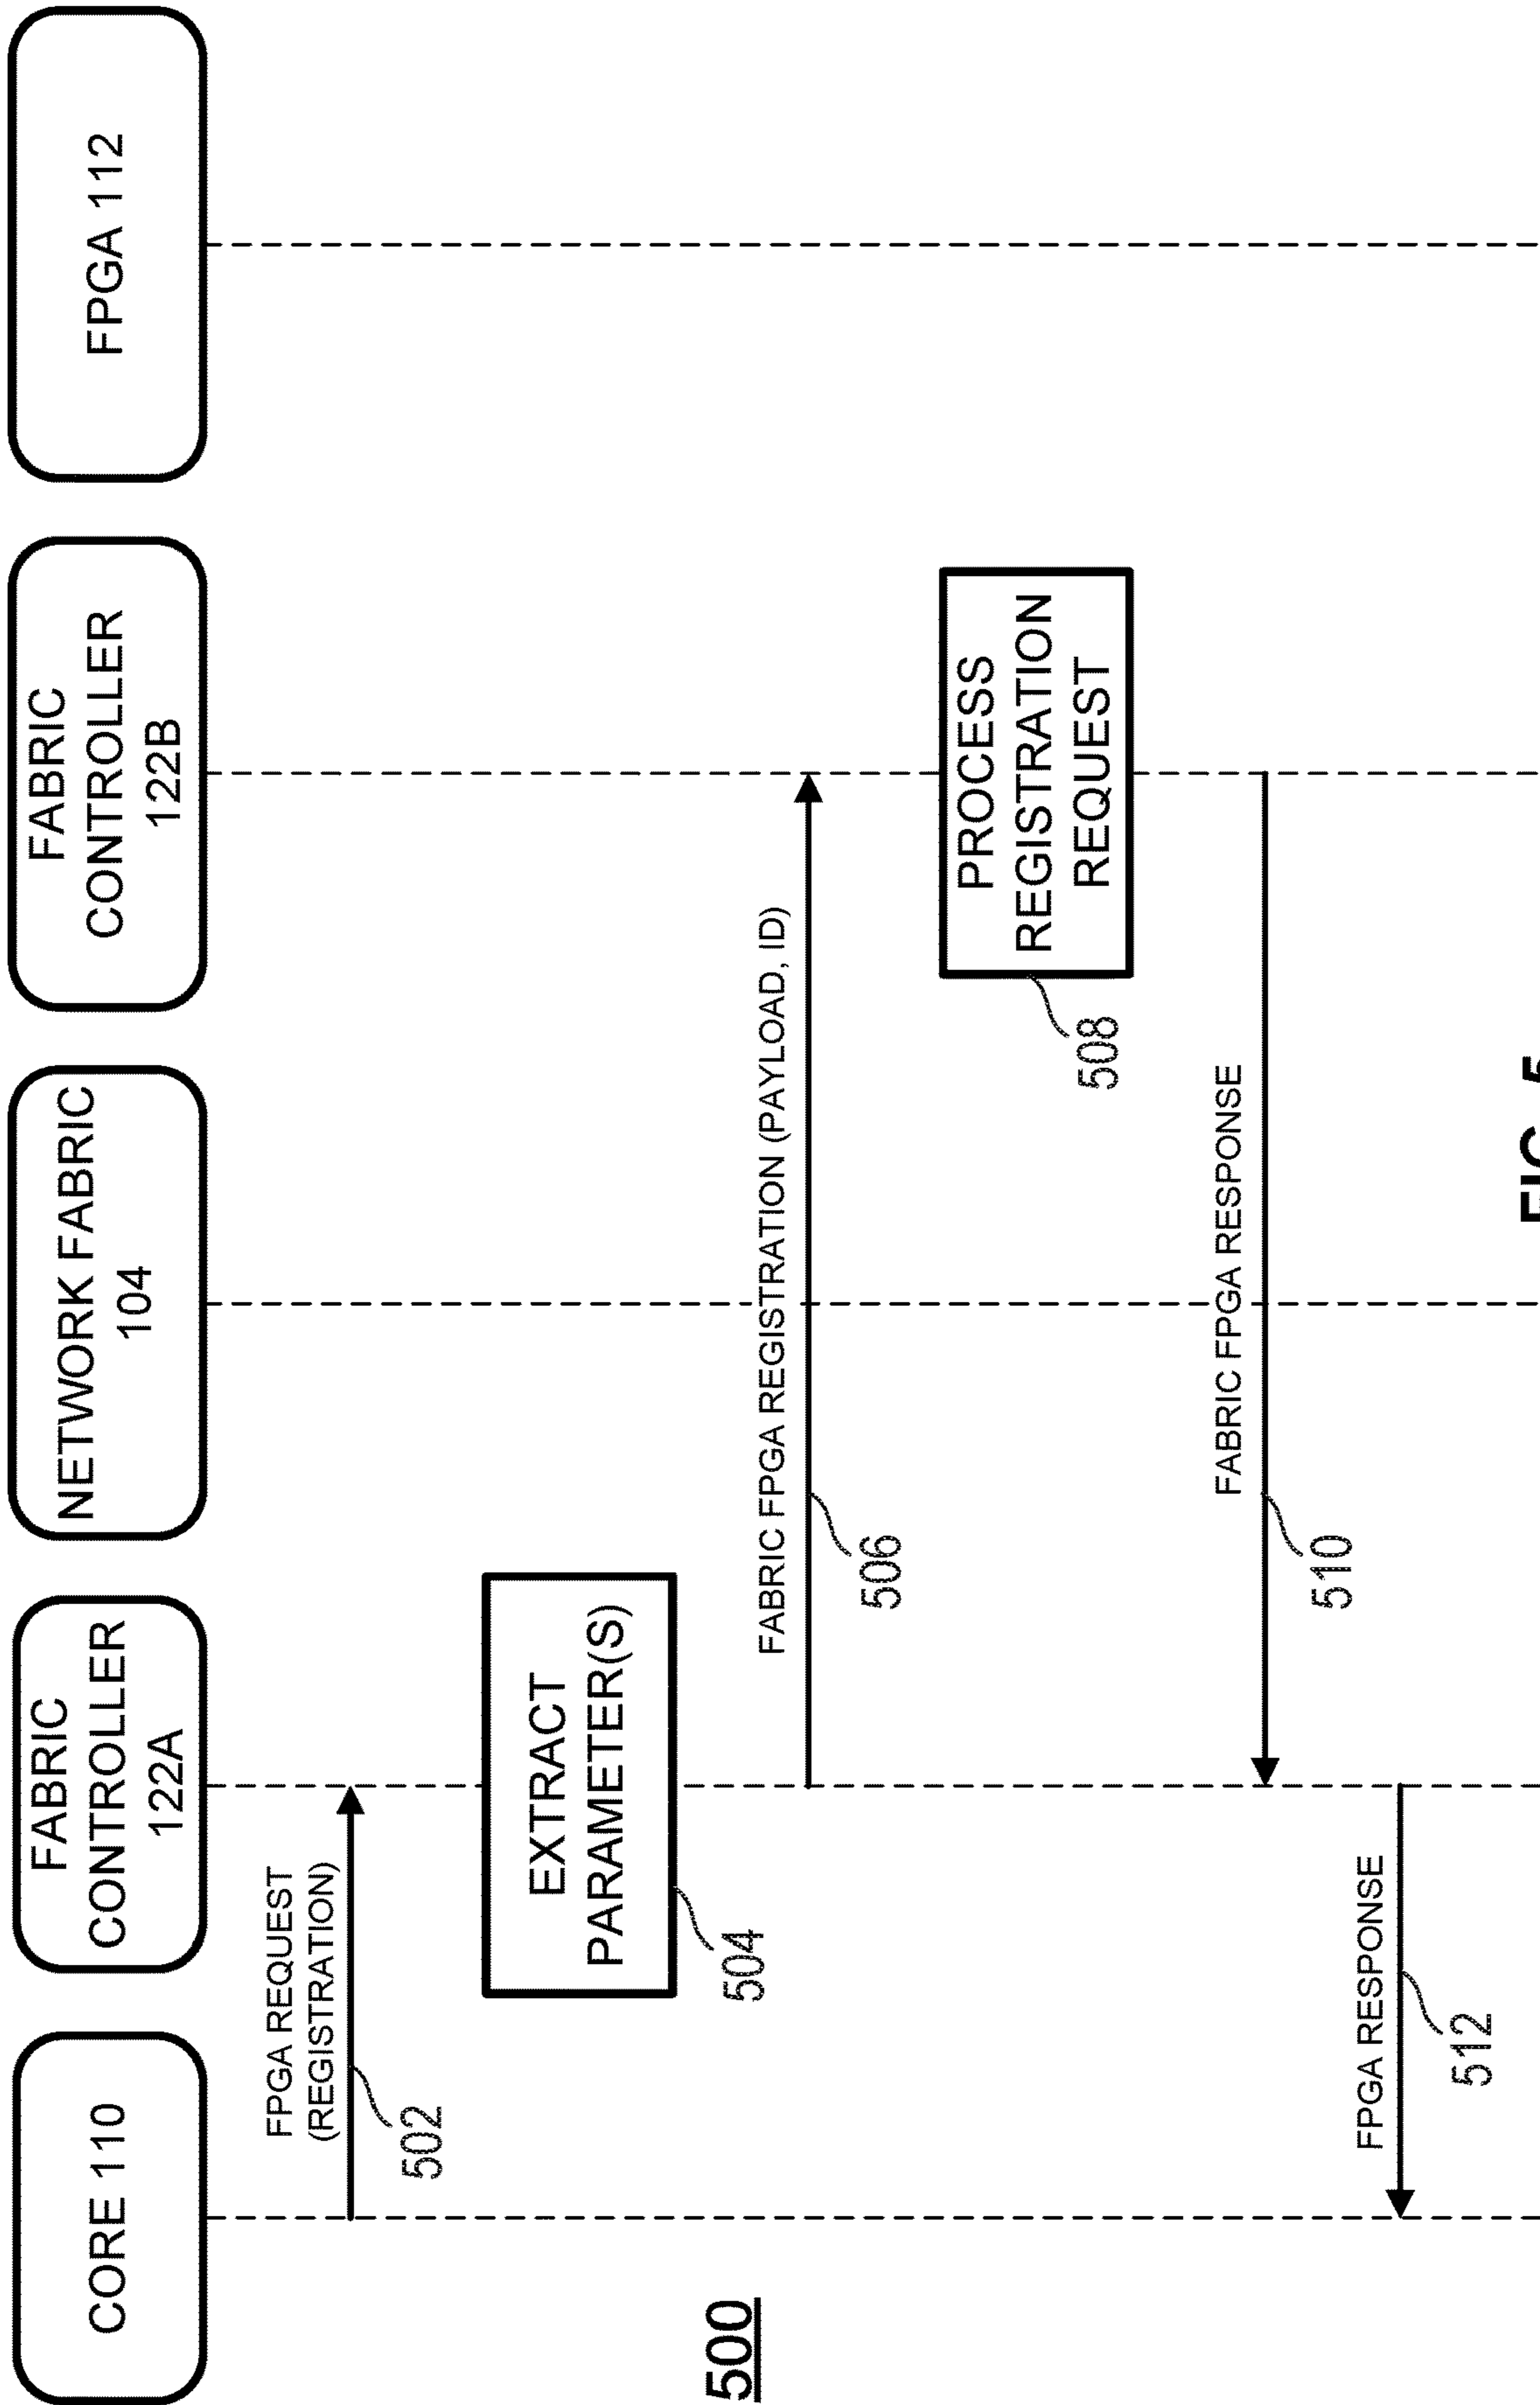 CORE 110
FABRIC
CONTROLLER
122A
NETWORK FABRIC
104
FABRIC
CONTROLLER
122B
FPGA 112
FPGA REQUEST
(REGISTRATION)
502
EXTRACT
PARAMETER(S)
504
500
FABRIC FPGA REGISTRATION (PAYLOAD, ID)
506
PROCESS
REGISTRATION
REQUEST
508
FABRIC FPGA RESPONSE
510
FPGA RESPONSE
512
FIG. 5